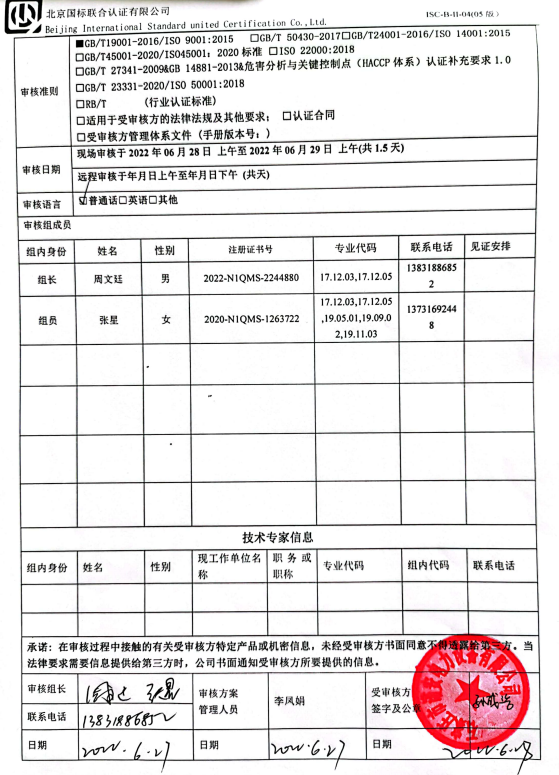 北京国标联合认证有限公司
ISC-B-II-04(05版)
Beijing International Standard united Certification Co.,Ltd.
审核准则
■GB/T19001-2016/ISO 9001:2015 □GB/T 50430-2017□GB/T24001-2016/ISO 14001:2015
□GB/T45001-2020/ISO45001：2020 标准 □ISO 22000:2018
□GB/T 27341-2009&GB 14881-2013&危害分析与关键控制点（HACCP 体系）认证补充要求 1.0
□GB/T 23331-2020/ISO 50001:2018
□RB/T （行业认证标准）
□适用于受审核方的法律法规及其他要求； □认证合同
□受审核方管理体系文件（手册版本号：）
审核日期
现场审核于 2022 年 06 月 28 日 上午至 2022 年 06 月 29 日 上午(共 1.5 天)
远程审核于年月日上午至年月日下午 (共天)
审核语言
☑普通话□英语□其他
审核组成员
组内身份 姓名 性别 注册证书号 专业代码 联系电话 见证安排
组长 周文廷 男 2022-N1QMS-2244880 17.12.03,17.12.05 1383188685
2
组员 张星 女 2020-N1QMS-1263722 17.12.03,17.12.05
,19.05.01,19.09.0
2,19.11.03
1373169244
8
技术专家信息
组内身份 姓名 性别 现工作单位名
称
职 务 或
职称
专业代码 组内代码 联系电话
承诺：在审核过程中接触的有关受审核方特定产品或机密信息，未经受审核方书面同意不得透露给第三方。当
法律要求需要信息提供给第三方时，公司书面通知受审核方所要提供的信息。
审核组长
审核方案
管理人员
李凤娟
受审核方
签字及公章
联系电话 13831886852
日期 2022.6.27
日期 2022.6.27
日期 2022.6.28